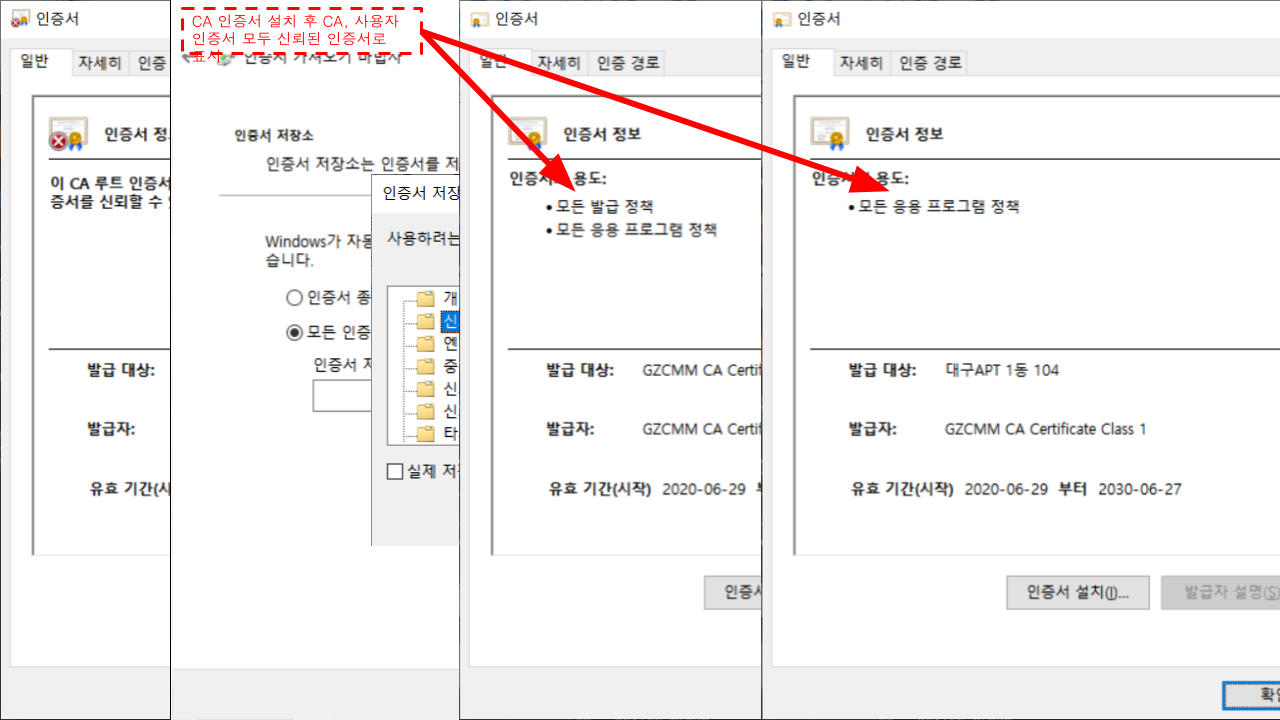 인증서
일반 자세히 인증
인증서 정
이 CA 루트 인증서
증서를 신뢰할 수
발급 대상:
발급자:
유효 기간(시
CA 인증서 설치 후 CA, 사용자
인증서 모두 신뢰된 인증서로
표시
인증서 가져오기 마법사
인증서 저장소
인증서 저장소는 인증서를 저
Windows가 자동
습니다.
인증서 종
모든 인증
인증서 저
인증서 저장
사용하려는
개
신
엔
중
신
신
타
실제 저
인증서
일반 자세히 인증 경로
인증서 정보
인증서 용도:
• 모든 발급 정책
• 모든 응용 프로그램 정책
발급 대상: GZCMM CA Certif
발급자: GZCMM CA Certif
유효 기간(시작) 2020-06-29
인증서
인증서
일반 자세히 인증 경로
인증서 정보
인증서 용도:
• 모든 응용 프로그램 정책
발급 대상: 대구APT 1동 104
발급자: GZCMM CA Certificate Class 1
유효 기간(시작) 2020-06-29 부터 2030-06-27
인증서 설치(I)... 발급자 설명(S)
확인